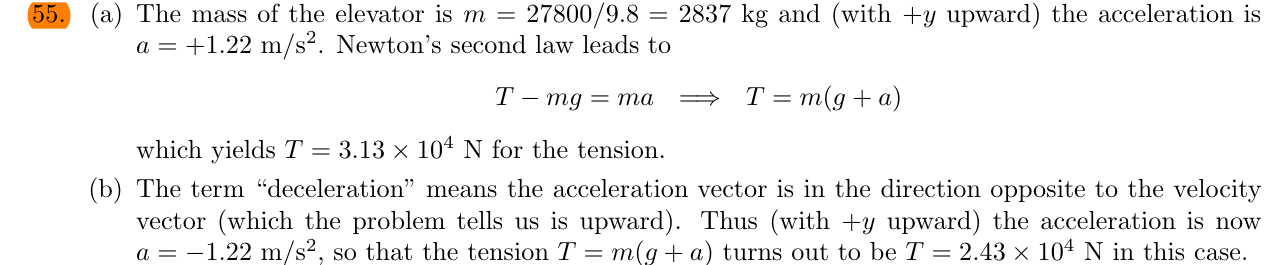 55. (a) The mass of the elevator is m = 27800/9.8 = 2837 kg and (with +y upward) the acceleration is
a = +1.22 m/s². Newton's second law leads to
T − mg = ma ⟹ T = m(g + a)
which yields T = 3.13 × 10⁴ N for the tension.
(b) The term “deceleration” means the acceleration vector is in the direction opposite to the velocity
vector (which the problem tells us is upward). Thus (with +y upward) the acceleration is now
a = −1.22 m/s², so that the tension T = m(g + a) turns out to be T = 2.43 × 10⁴ N in this case.